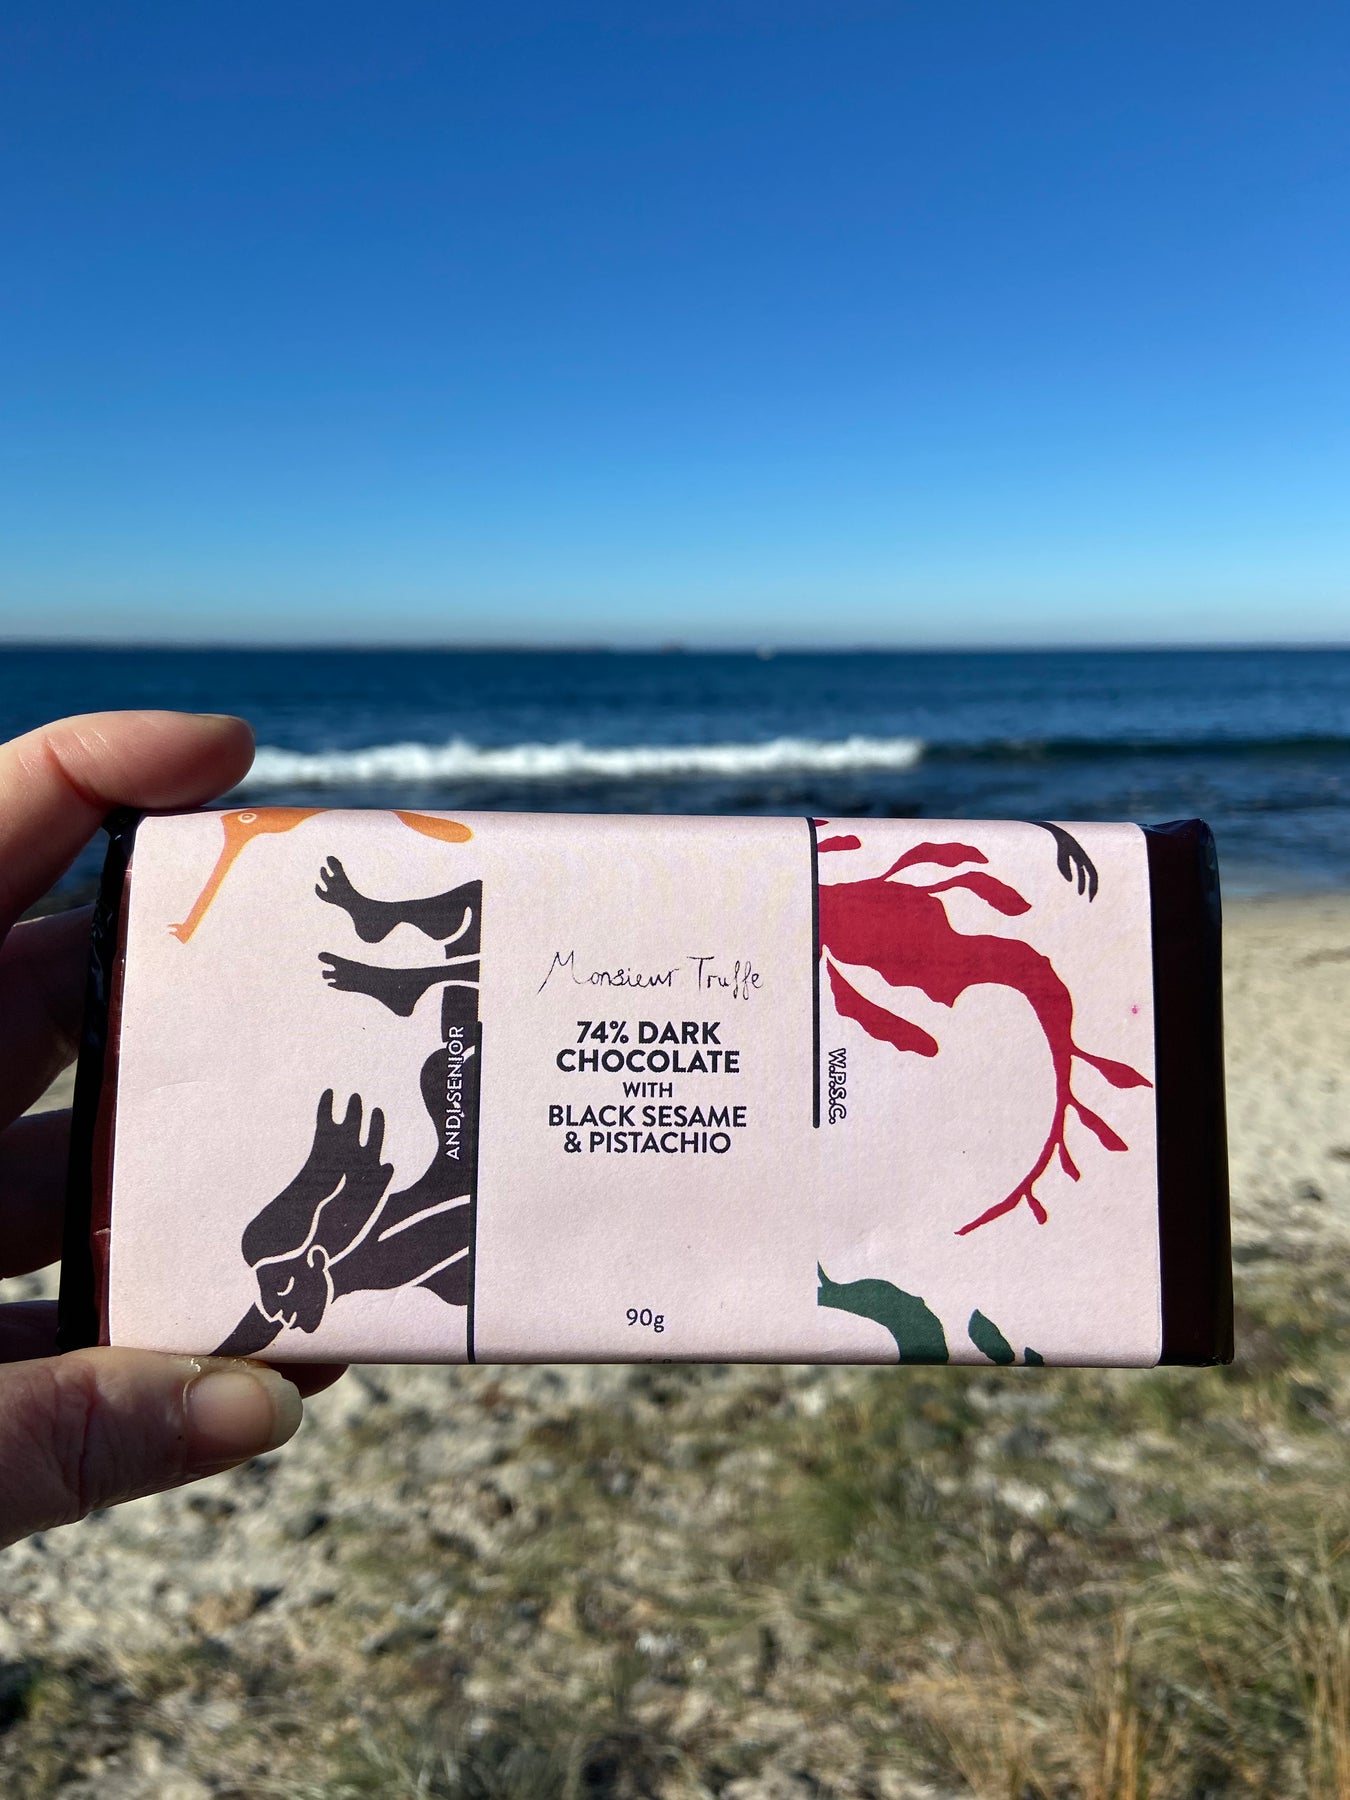 Monsieur Truffe
74% DARK
CHOCOLATE
WITH
BLACK SESAME
& PISTACHIO
90g
ANDI SENIOR
W.P.S.C.